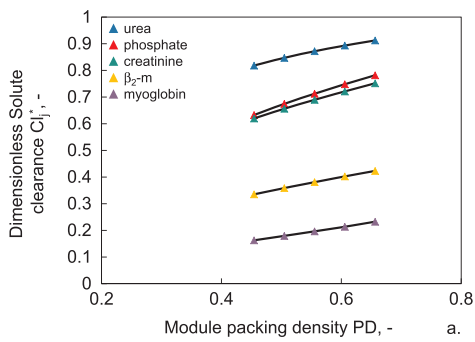 1
0.9
0.8
0.7
0.6
0.5
0.4
0.3
0.2
0.1
0
urea
phosphate
creatinine
β₂-m
myoglobin
Dimensionless Solute
clearance Cl*ⱼ, -
0.2
0.4
0.6
0.8
Module packing density PD, -
a.